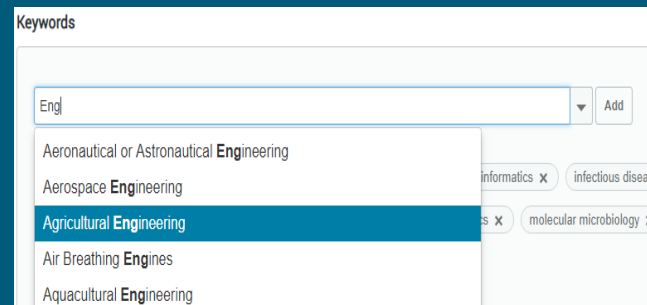 Keywords
Eng
Add
Aeronautical or Astronautical Engineering
Aerospace Engineering
informatics x
infectious disea
Agricultural Engineering
cs x
molecular microbiology
Air Breathing Engines
Aquacultural Engineering